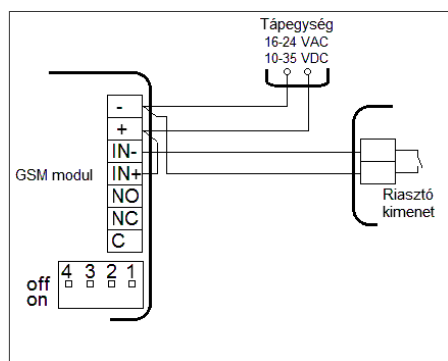 Tápegység
16-24 VAC
10-35 VDC
-
+
IN-
GSM modul
IN+
NO
NC
C
Riasztó
kimenet
4 3 2 1
off
on